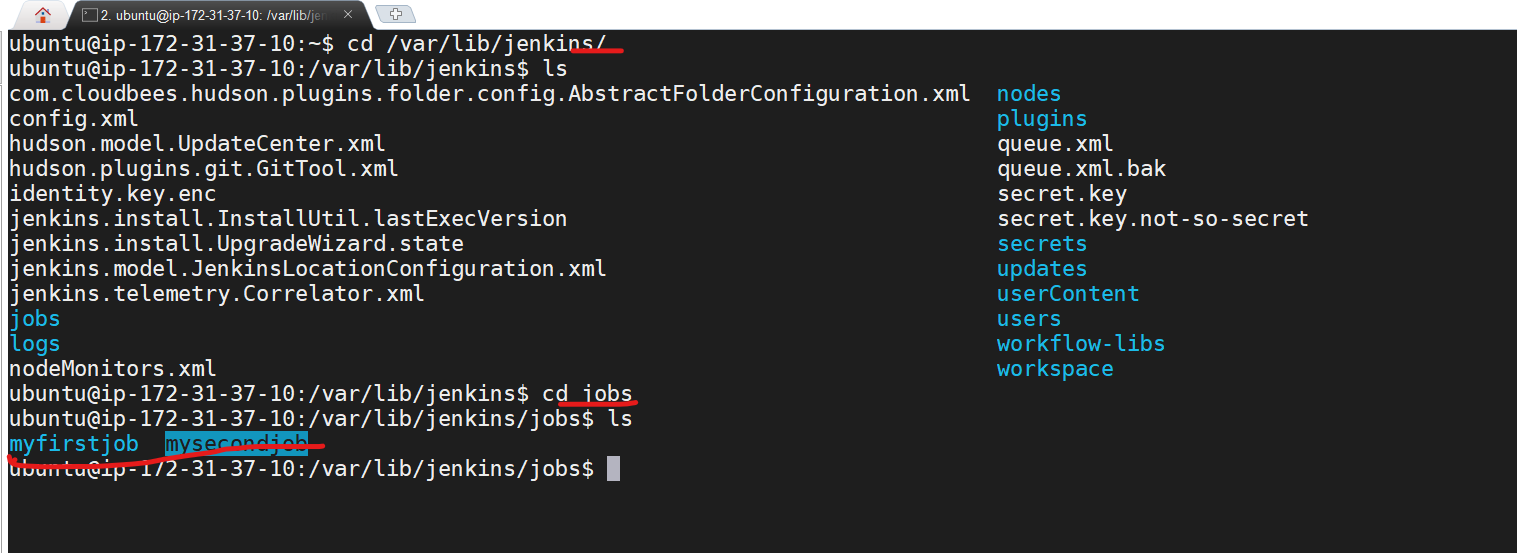 2. ubuntu@ip-172-31-37-10: /var/lib/jen
ubuntu@ip-172-31-37-10:~$ cd /var/lib/jenkins/
ubuntu@ip-172-31-37-10:/var/lib/jenkins$ ls
com.cloudbees.hudson.plugins.folder.config.AbstractFolderConfiguration.xml  nodes
config.xml  plugins
hudson.model.UpdateCenter.xml  queue.xml
hudson.plugins.git.GitTool.xml  queue.xml.bak
identity.key.enc  secret.key
jenkins.install.InstallUtil.lastExecVersion  secret.key.not-so-secret
jenkins.install.UpgradeWizard.state  secrets
jenkins.model.JenkinsLocationConfiguration.xml  updates
jenkins.telemetry.Correlator.xml  userContent
jobs  users
logs  workflow-libs
nodeMonitors.xml  workspace
ubuntu@ip-172-31-37-10:/var/lib/jenkins$ cd jobs
ubuntu@ip-172-31-37-10:/var/lib/jenkins/jobs$ ls
myfirstjob  mysecondjob
ubuntu@ip-172-31-37-10:/var/lib/jenkins/jobs$